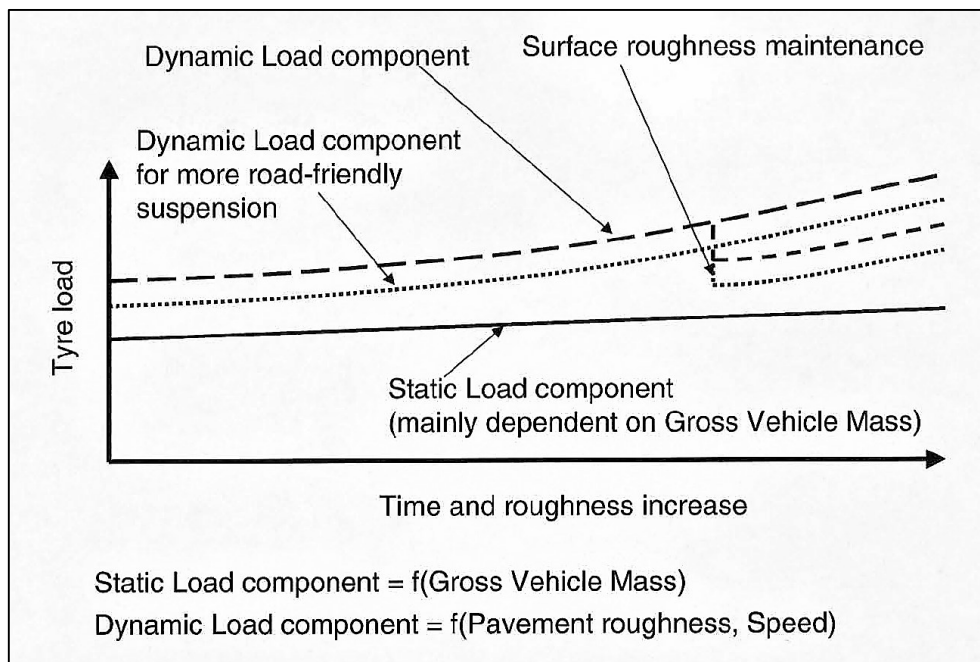 Surface roughness maintenance
Dynamic Load component
Dynamic Load component
for more road-friendly
suspension
Tyre load
Static Load component
(mainly dependent on Gross Vehicle Mass)
Time and roughness increase
Static Load component = f(Gross Vehicle Mass)
Dynamic Load component = f(Pavement roughness, Speed)